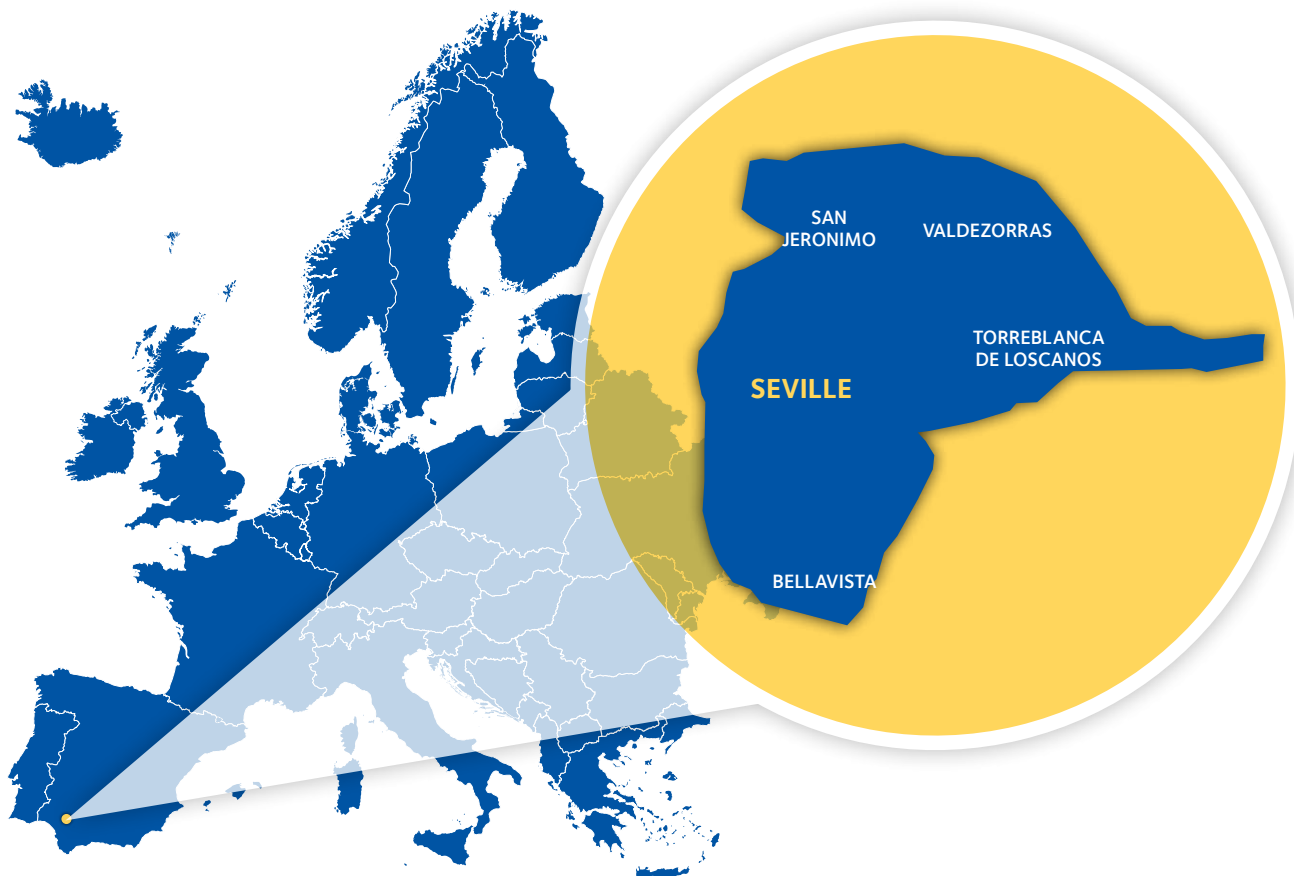 SAN
JERONIMO
VALDEZORRAS
TORREBLANCA
DE LOSCANOS
SEVILLE
BELLAVISTA